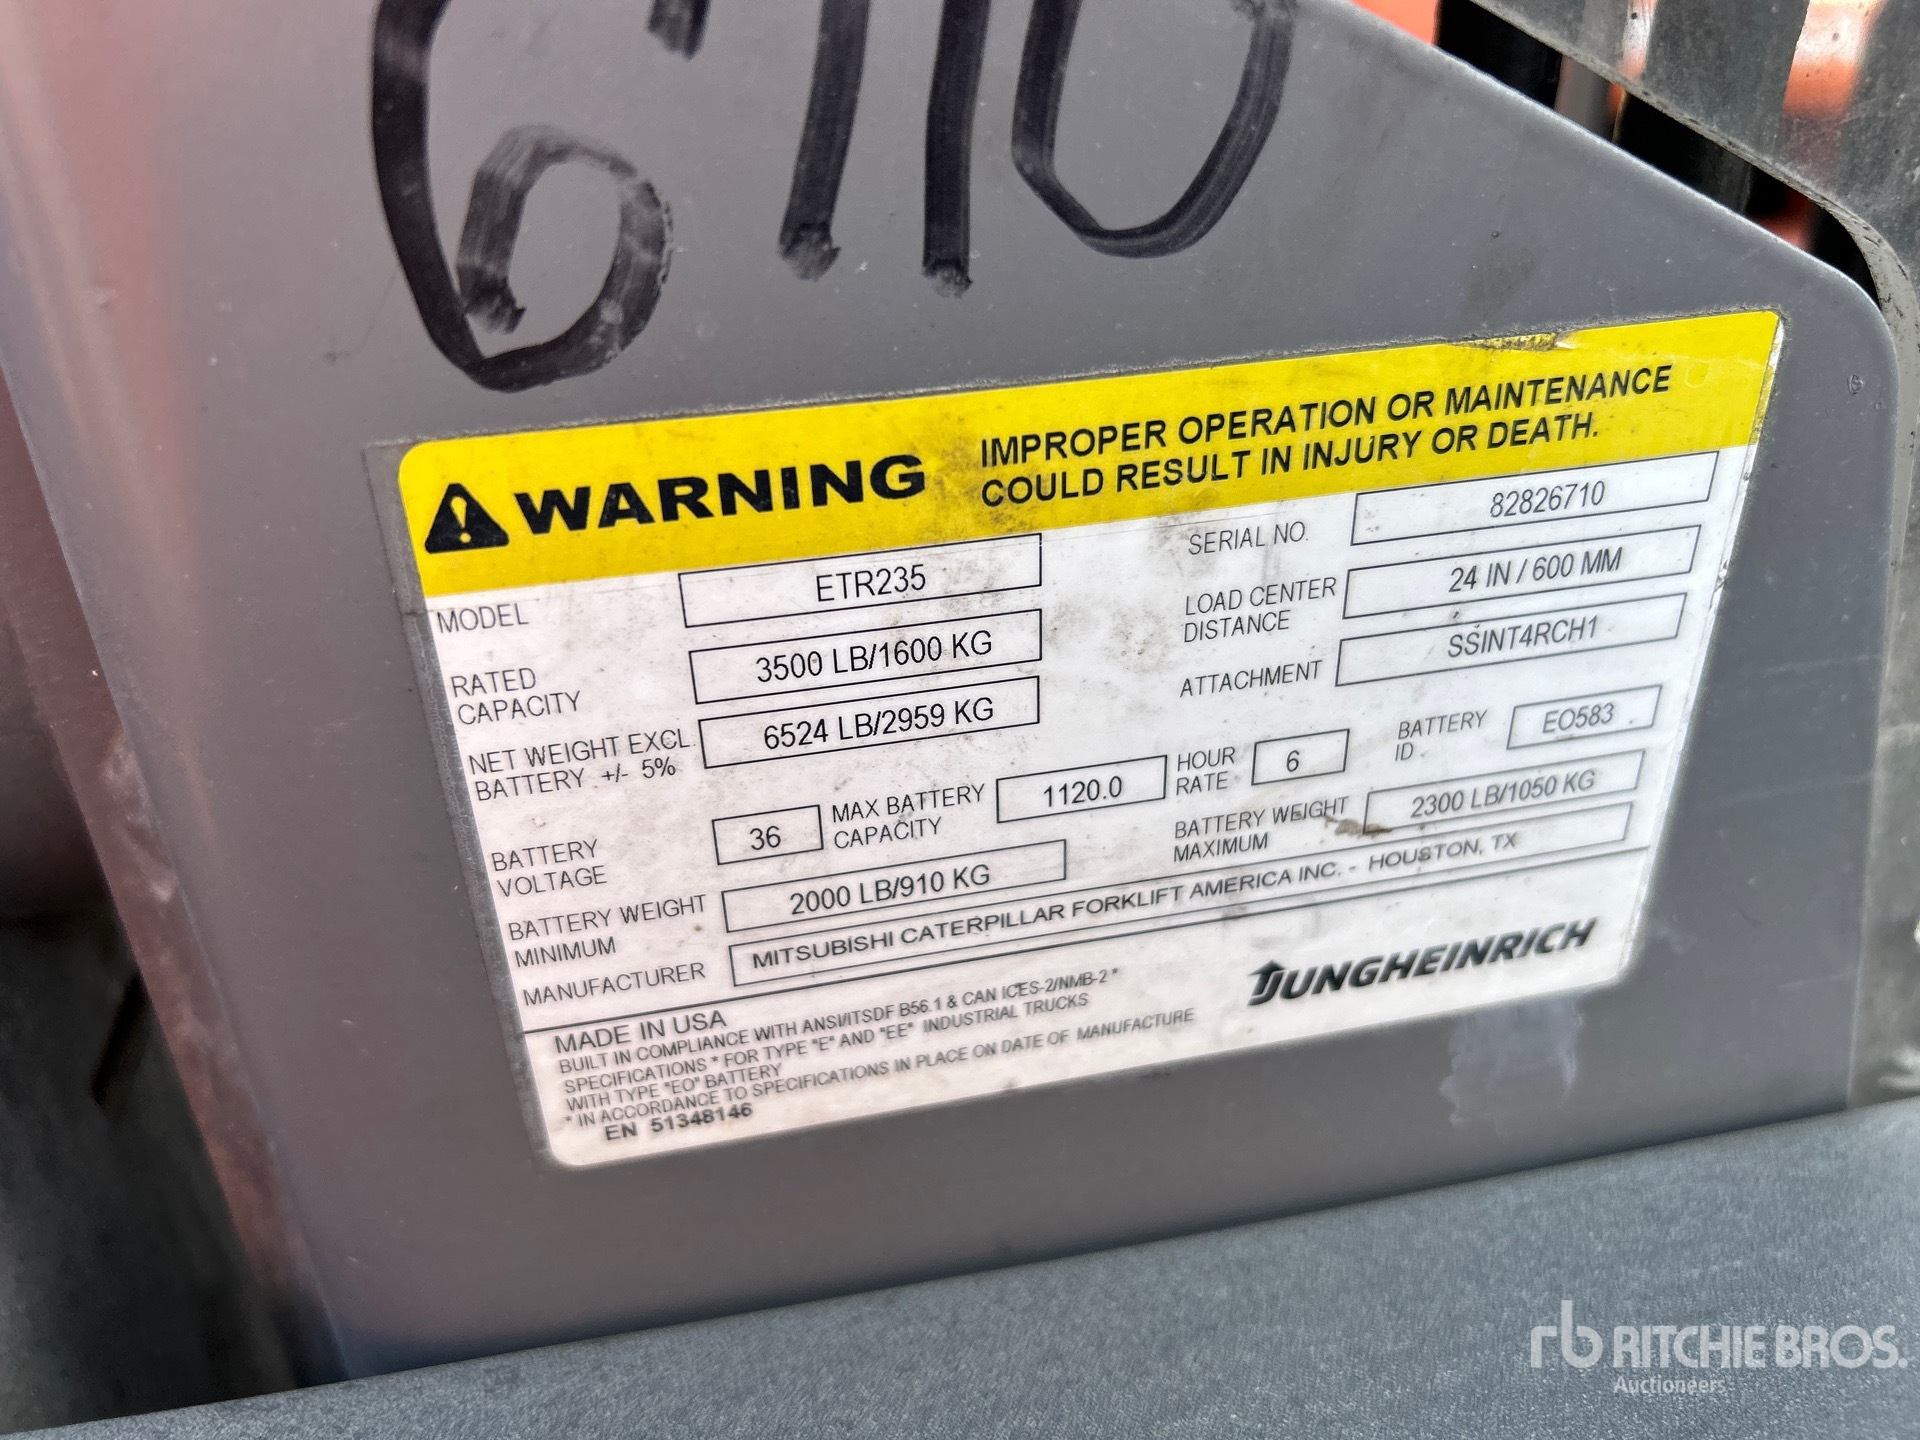 6710
WARNING
IMPROPER OPERATION OR MAINTENANCE
COULD RESULT IN INJURY OR DEATH.
MODEL ETR235
SERIAL NO. 82826710
RATED CAPACITY 3500 LB/1600 KG
LOAD CENTER DISTANCE 24 IN / 600 MM
NET WEIGHT EXCL. BATTERY +/- 5% 6524 LB/2959 KG
ATTACHMENT SSINT4RCH1
BATTERY VOLTAGE 36
MAX BATTERY CAPACITY 1120.0
HOUR RATE 6
BATTERY ID EO583
BATTERY WEIGHT MINIMUM 2000 LB/910 KG
BATTERY WEIGHT MAXIMUM 2300 LB/1050 KG
MANUFACTURER MITSUBISHI CATERPILLAR FORKLIFT AMERICA INC. - HOUSTON, TX
MADE IN USA
BUILT IN COMPLIANCE WITH ANSI/ITSDF B56.1 & CAN ICES-2/NMB-2 *
SPECIFICATIONS * FOR TYPE "E" AND "EE" INDUSTRIAL TRUCKS
WITH TYPE "EO" BATTERY
* IN ACCORDANCE TO SPECIFICATIONS IN PLACE ON DATE OF MANUFACTURE
EN 51348146
JUNGHEINRICH
rb RITCHIE BROS.
Auctioneers